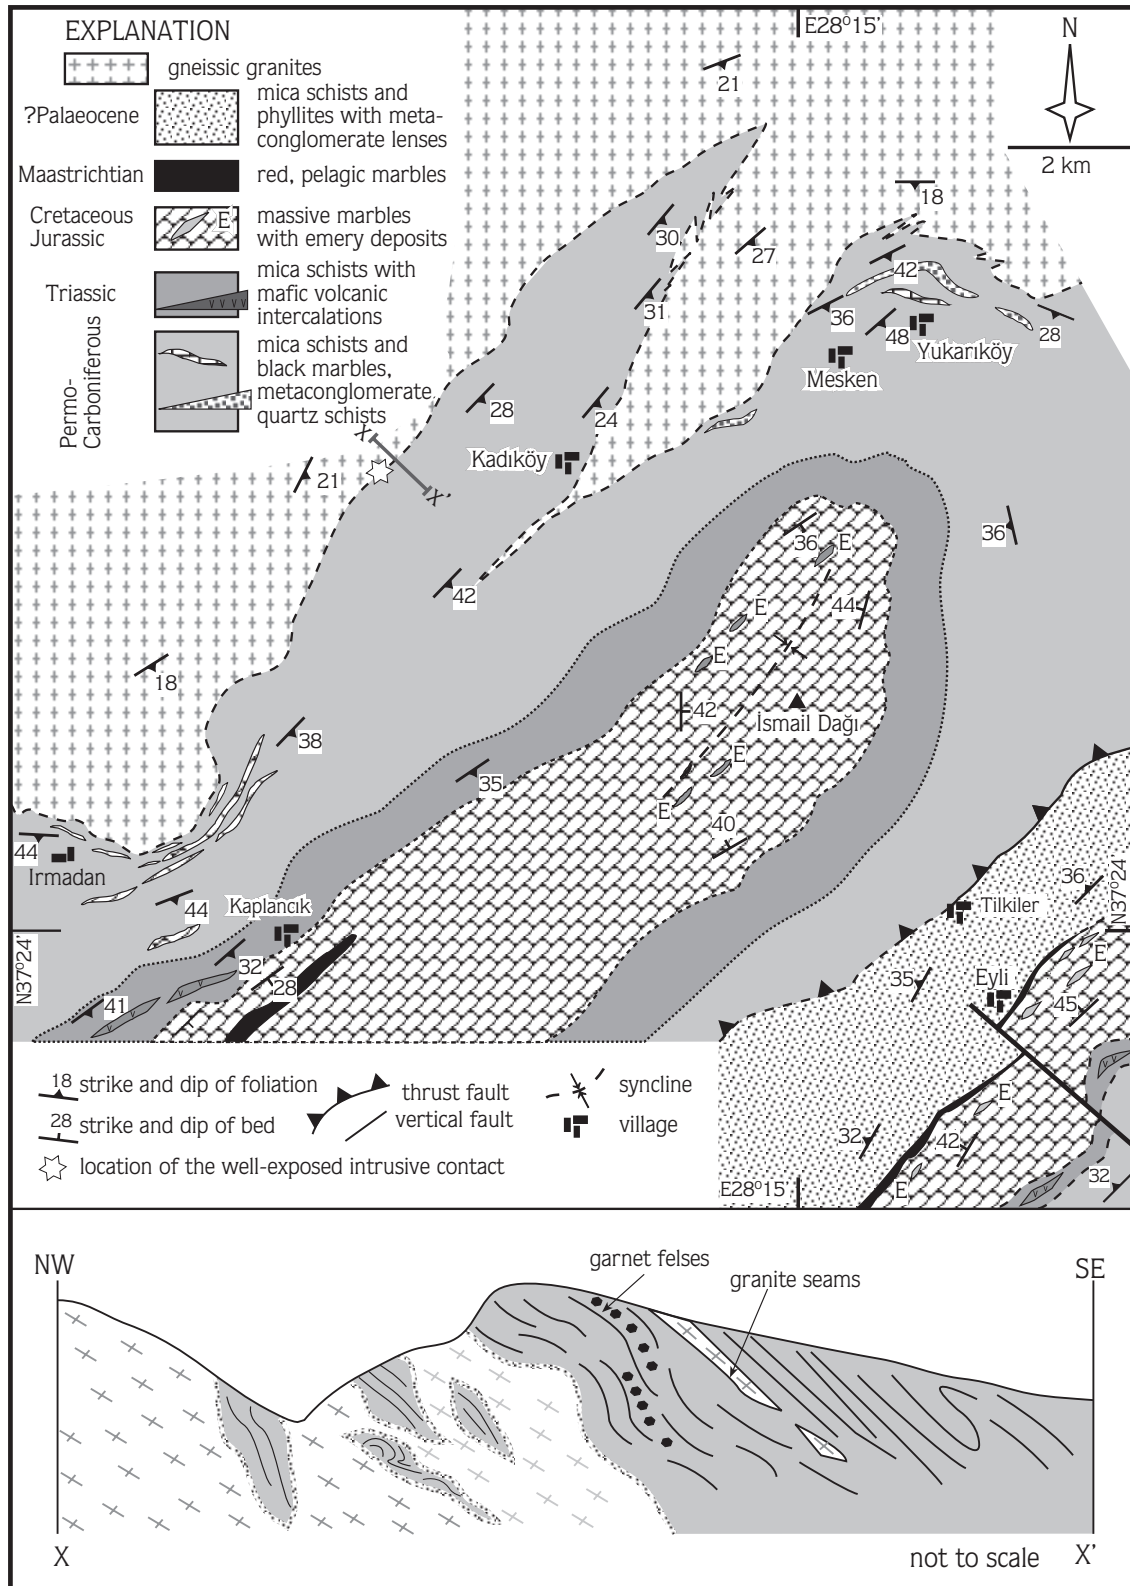 EXPLANATION
gneissic granites
?Palaeocene
mica schists and
phyllites with meta-
conglomerate lenses
Maastrichtian
red, pelagic marbles
Cretaceous
Jurassic
E
massive marbles
with emery deposits
Triassic
mica schists with
mafic volcanic
intercalations
Permo-
Carboniferous
mica schists and
black marbles,
metaconglomerate,
quartz schists
E28°15'
N
2 km
21
18
30
27
31
42
36
48
28
Yukarıköy
Mesken
28
24
Kadıköy
X
X'
21
36
36
E
42
44
E
18
E
42
İsmail Dağı
38
35
E
E
40
44
Irmadan
44
Kaplancık
36
Tilkiler
N37°24'
N37°24
32
28
41
35
Eyli
E
45
E
32
42
E
32
E28°15
18 strike and dip of foliation
28 strike and dip of bed
thrust fault
vertical fault
syncline
village
location of the well-exposed intrusive contact
NW
SE
garnet felses
granite seams
X
not to scale
X'